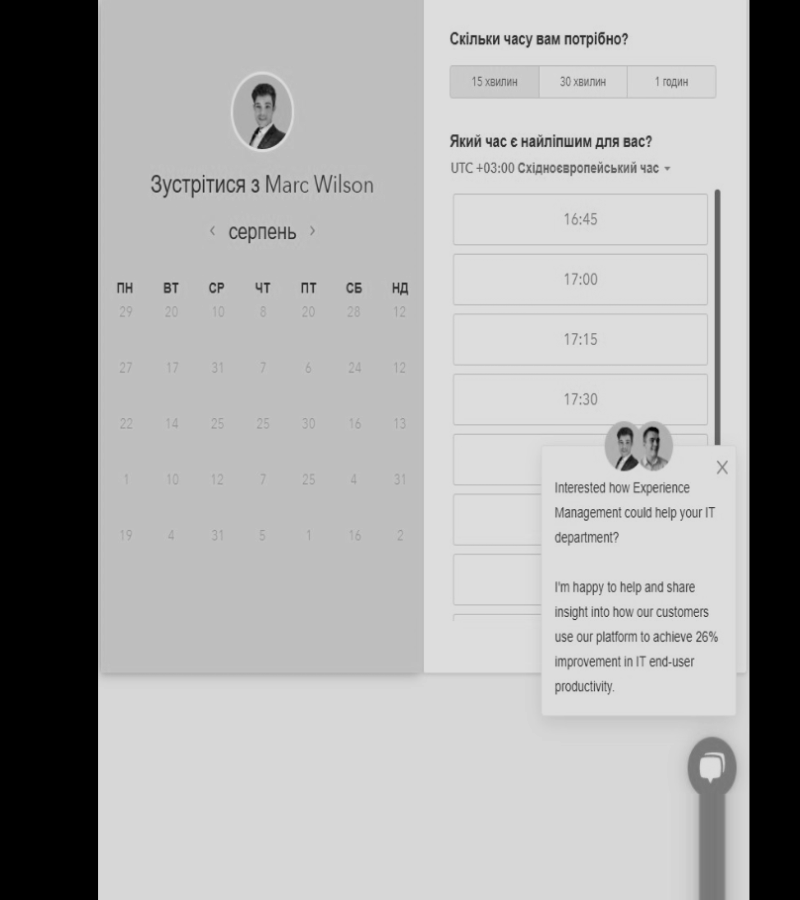 Зустрітися з Marc Wilson
‹ серпень ›
ПН ВТ СР ЧТ ПТ СБ НД
29 20 10 8 20 28 12
27 17 31 7 6 24 12
22 14 25 25 30 16 13
1 10 12 7 25 4 31
19 4 31 5 1 16 2
Скільки часу вам потрібно?
15 хвилин 30 хвилин 1 годин
Який час є найліпшим для вас?
UTC +03:00 Східноєвропейський час
16:45
17:00
17:15
17:30
X
Interested how Experience
Management could help your IT
department?
I'm happy to help and share
insight into how our customers
use our platform to achieve 26%
improvement in IT end-user
productivity.